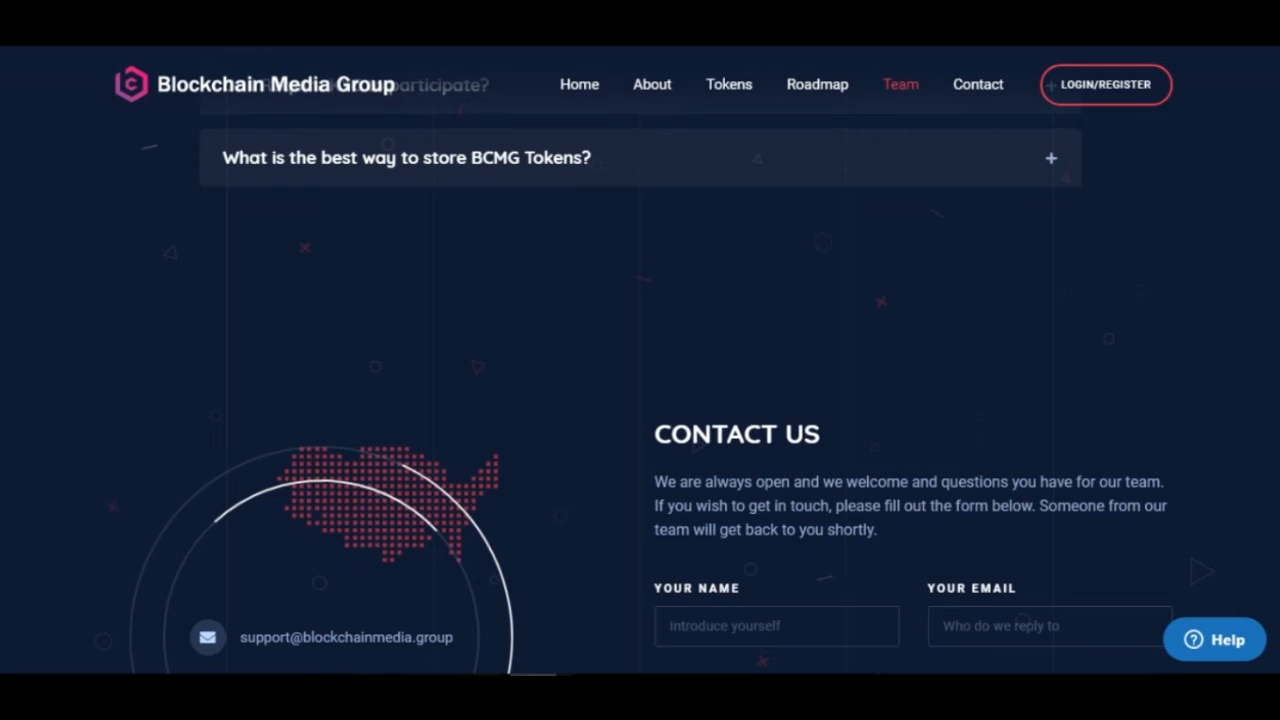 Blockchain Media Group
participate?
Home
About
Tokens
Roadmap
Team
Contact
LOGIN/REGISTER
What is the best way to store BCMG Tokens?
CONTACT US
We are always open and we welcome and questions you have for our team.
If you wish to get in touch, please fill out the form below. Someone from our
team will get back to you shortly.
YOUR NAME
YOUR EMAIL
Introduce yourself
Who do we reply to
support@blockchainmedia.group
Help